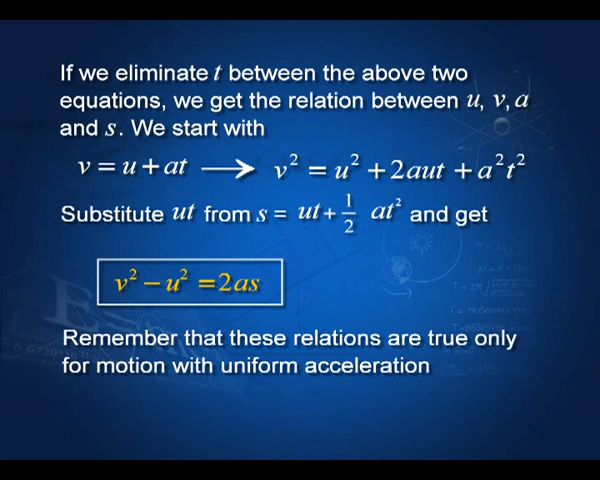 If we eliminate t between the above two
equations, we get the relation between u, v, a
and s. We start with
v = u + at ⟶ v² = u² + 2aut + a²t²
Substitute ut from s = ut + 1/2 at² and get
v² – u² = 2as
Remember that these relations are true only
for motion with uniform acceleration